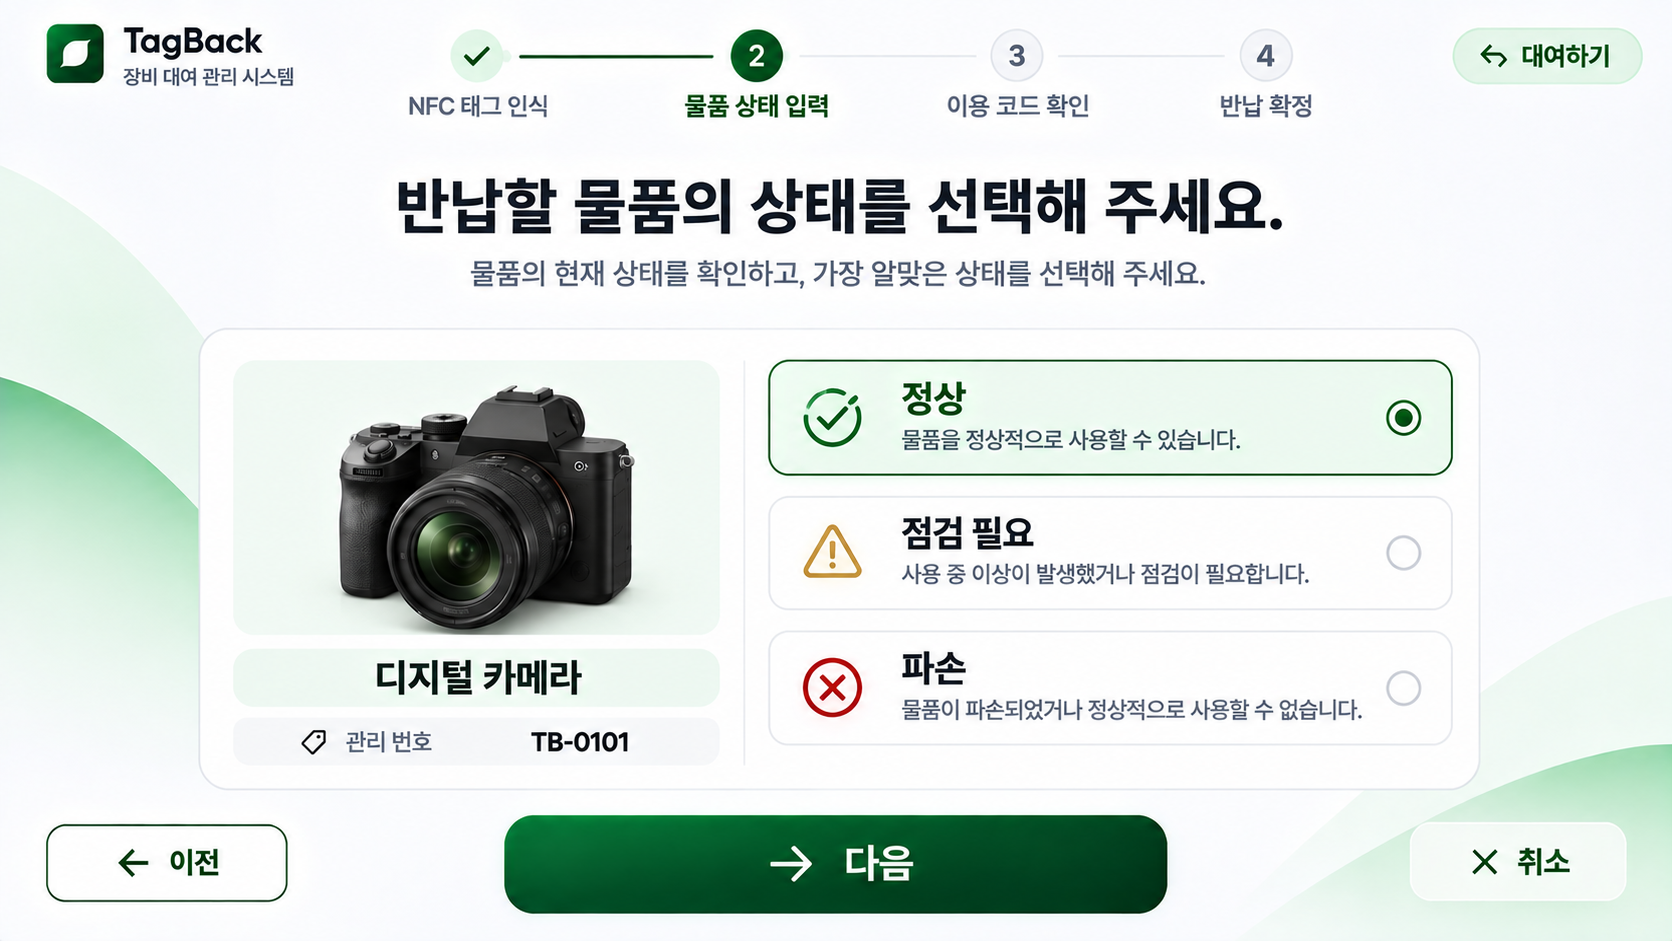 TagBack
장비 대여 관리 시스템
NFC 태그 인식
2
물품 상태 입력
3
이용 코드 확인
4
반납 확정
대여하기
반납할 물품의 상태를 선택해 주세요.
물품의 현재 상태를 확인하고, 가장 알맞은 상태를 선택해 주세요.
디지털 카메라
관리 번호 TB-0101
정상
물품을 정상적으로 사용할 수 있습니다.
점검 필요
사용 중 이상이 발생했거나 점검이 필요합니다.
파손
물품이 파손되었거나 정상적으로 사용할 수 없습니다.
이전
다음
취소